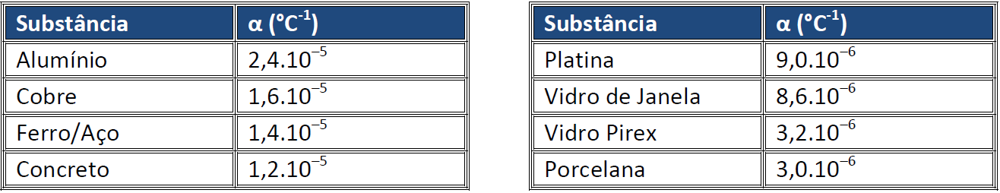 Substância α (°C⁻¹)
Alumínio 2,4.10⁻⁵
Cobre 1,6.10⁻⁵
Ferro/Aço 1,4.10⁻⁵
Concreto 1,2.10⁻⁵
Substância α (°C⁻¹)
Platina 9,0.10⁻⁶
Vidro de Janela 8,6.10⁻⁶
Vidro Pirex 3,2.10⁻⁶
Porcelana 3,0.10⁻⁶